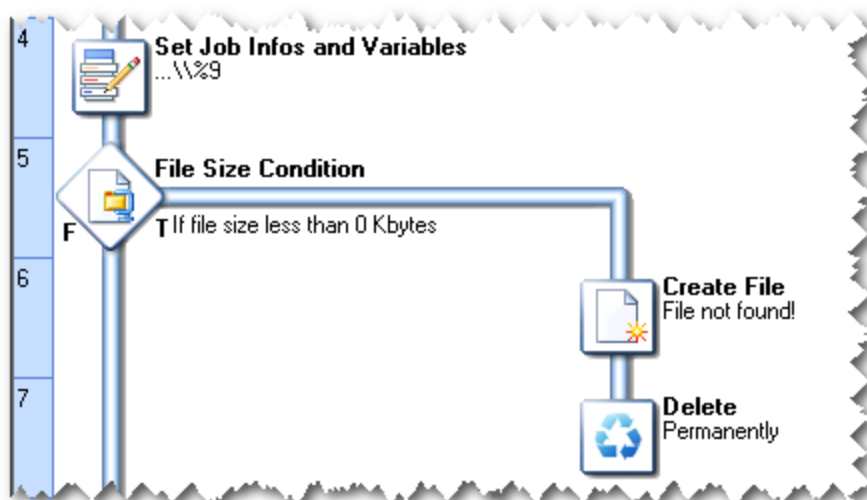 4
Set Job Infos and Variables
...\\%9
5
File Size Condition
F
T If file size less than 0 Kbytes
6
Create File
File not found!
7
Delete
Permanently